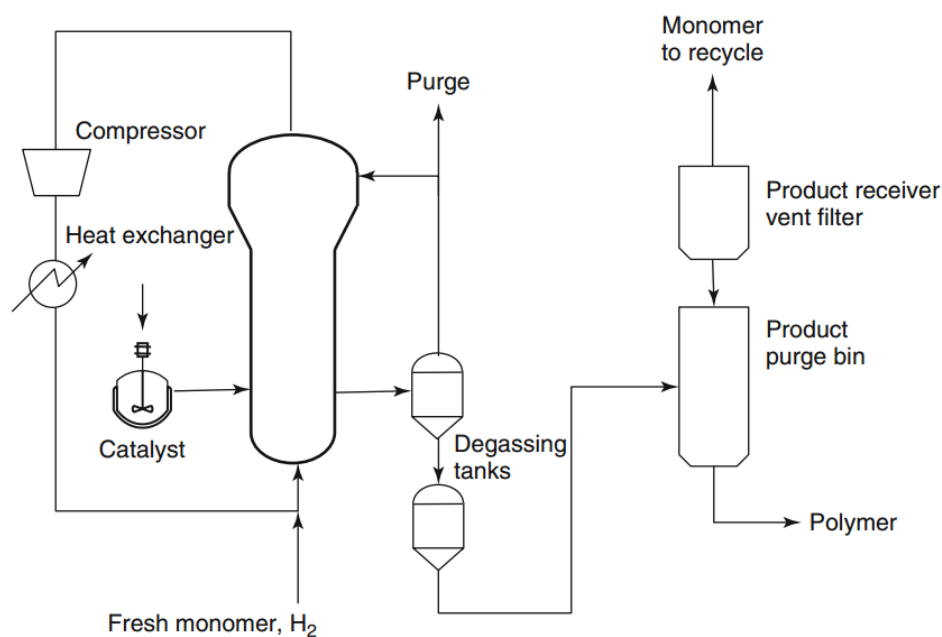 Monomer
to recycle
Purge
Compressor
Product receiver
vent filter
Heat exchanger
Product
purge bin
Catalyst
Degassing
tanks
Polymer
Fresh monomer, H₂